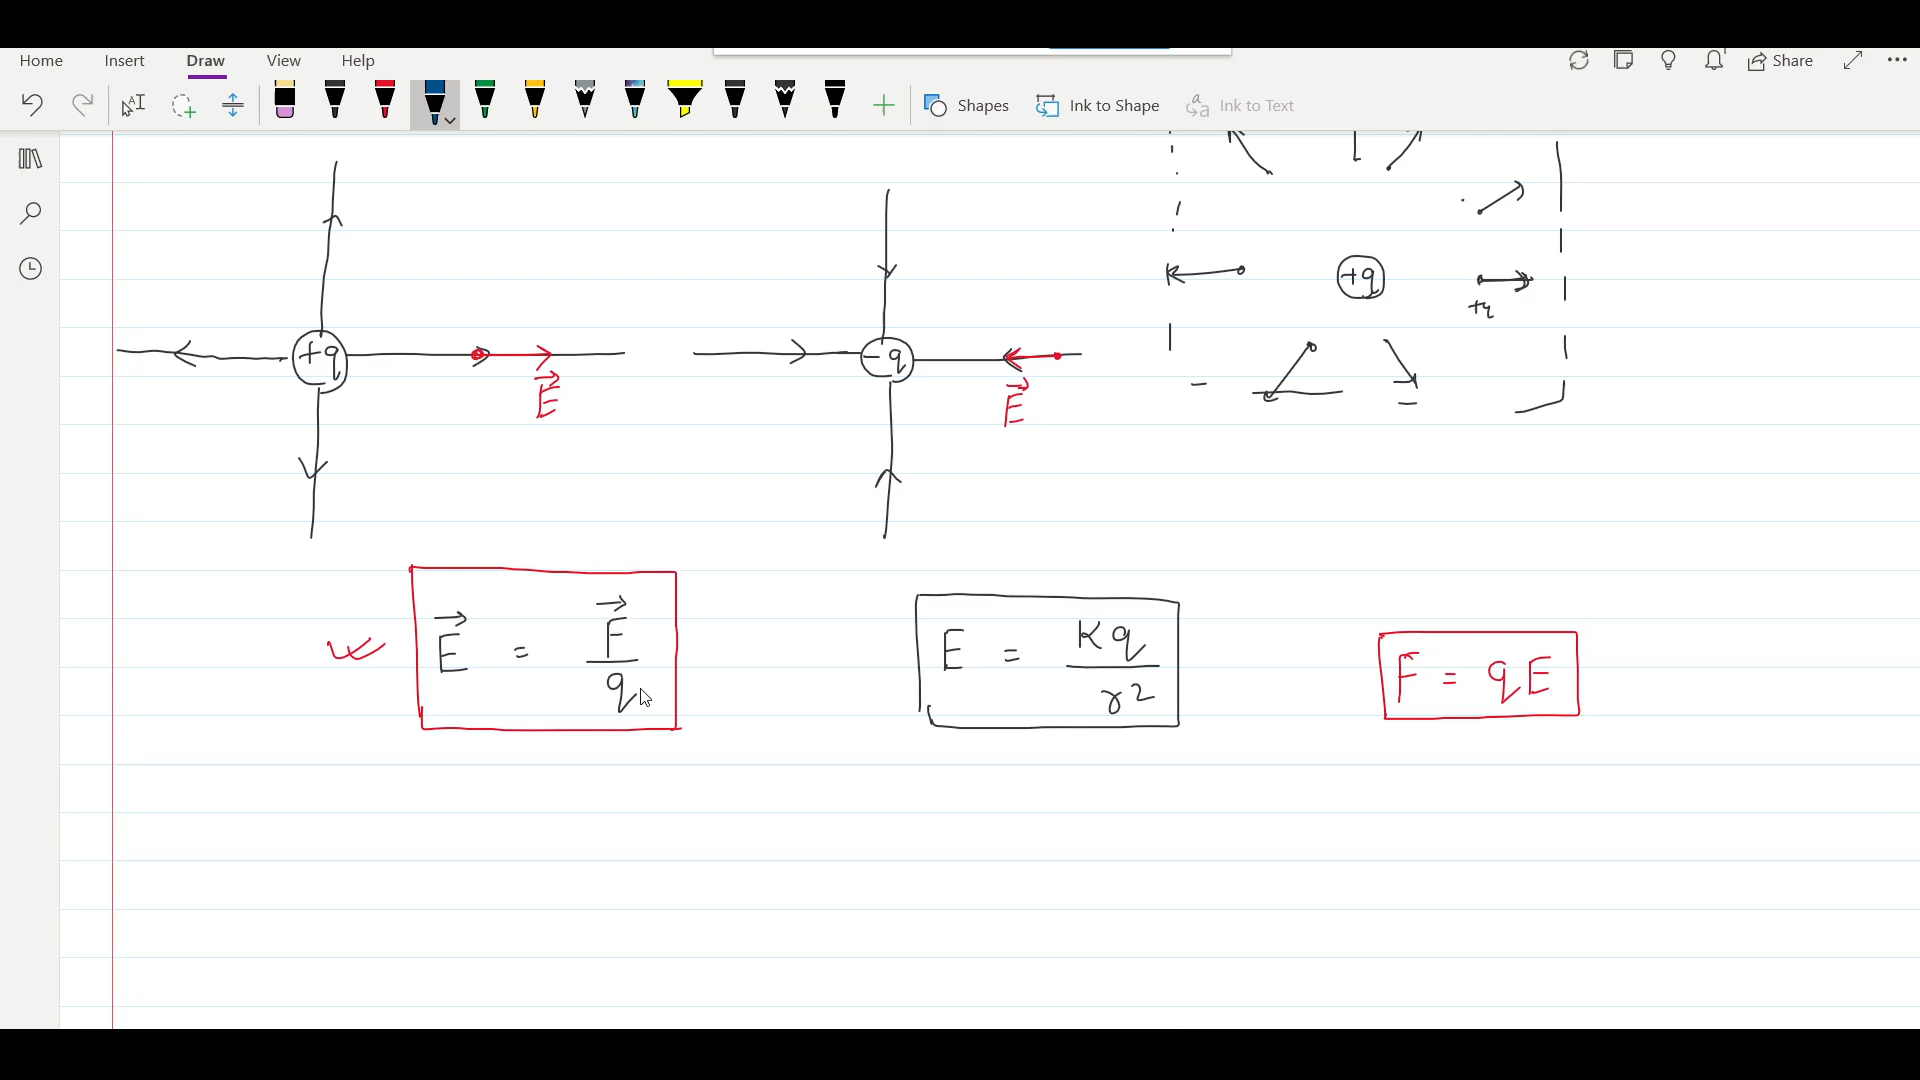 Home Insert Draw View Help Share
Shapes Ink to Shape Ink to Text
+q
+q
+q
-q
E
E
E = F/q
E = Kq/r2
F = qE